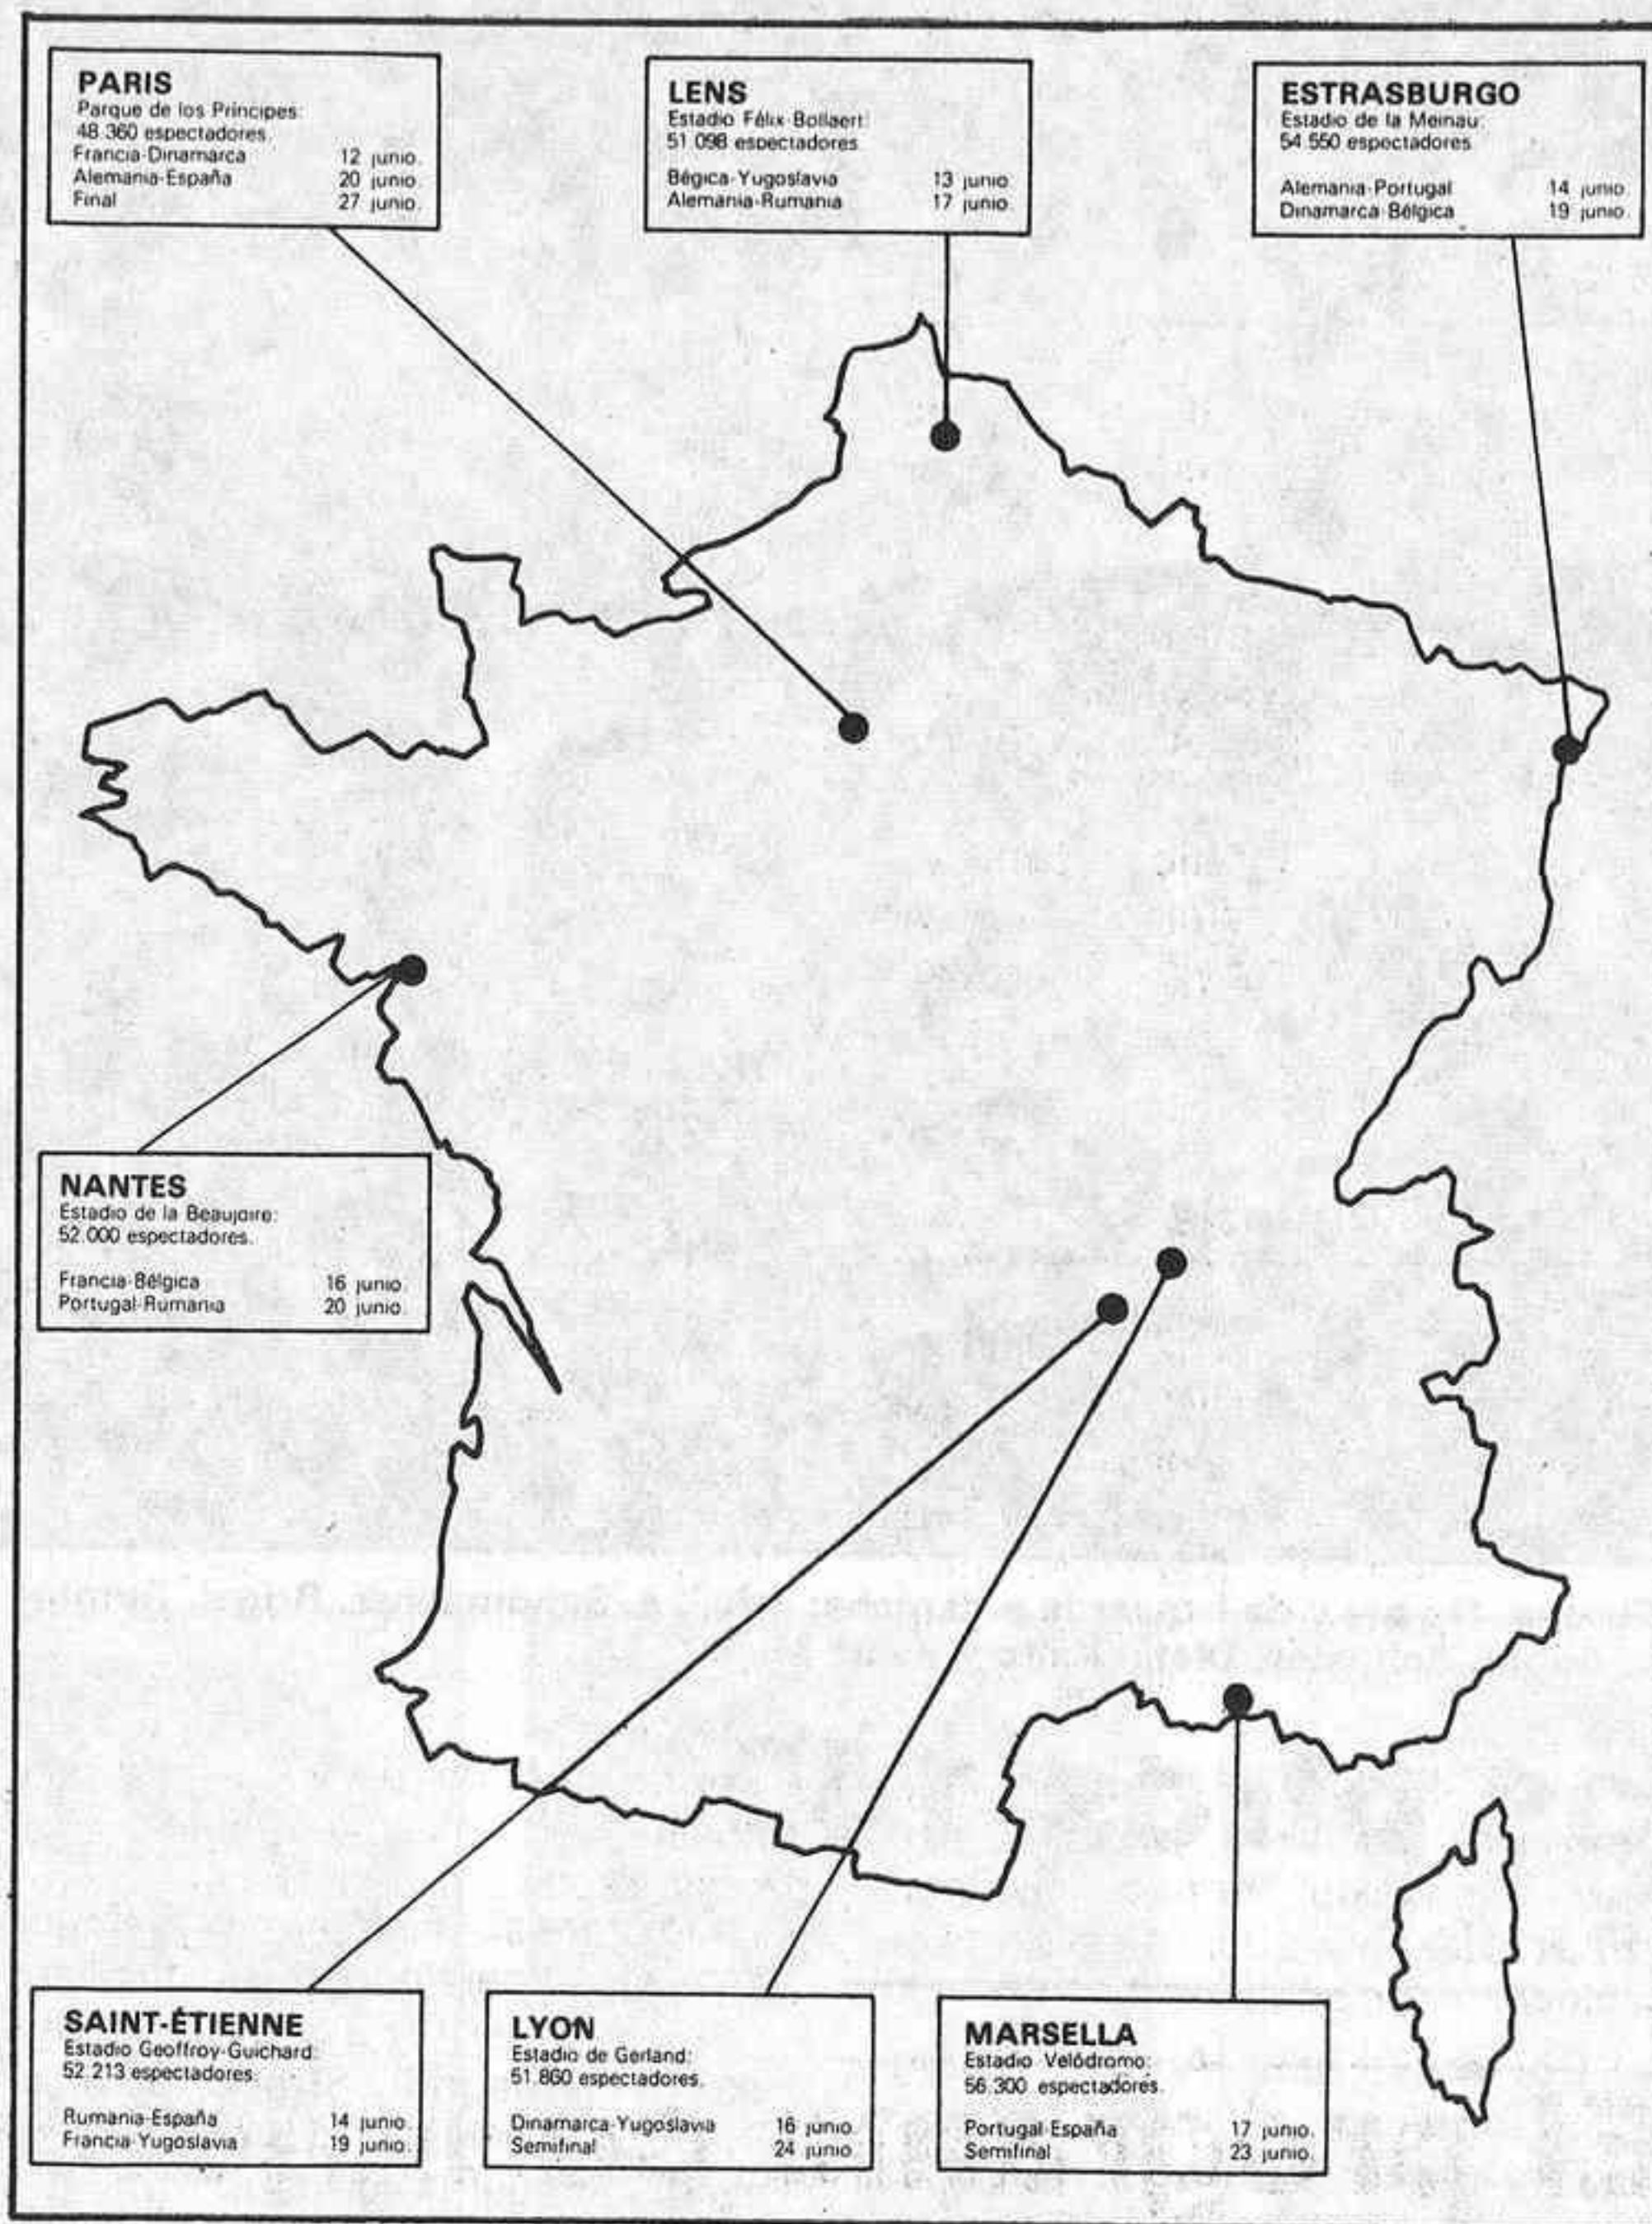 PARIS
Parque de los Principes:
48.360 espectadores.
Francia-Dinamarca 12 junio.
Alemania-España 20 junio.
Final 27 junio.
LENS
Estadio Félix-Bollaert:
51.098 espectadores
Bégica-Yugoslavia 13 junio
Alemania-Rumania 17 junio.
ESTRASBURGO
Estadio de la Meinau:
54.550 espectadores
Alemania-Portugal 14 junio
Dinamarca-Bélgica 19 junio.
NANTES
Estadio de la Beaujoire:
52.000 espectadores.
Francia-Bélgica 16 junio.
Portugal-Rumania 20 junio.
SAINT-ÉTIENNE
Estadio Geoffroy-Guichard:
52.213 espectadores.
Rumania-España 14 junio.
Francia-Yugoslavia 19 junio.
LYON
Estadio de Gerland:
51.860 espectadores.
Dinamarca-Yugoslavia 16 junio.
Semifinal 24 junio.
MARSELLA
Estadio Velódromo:
56.300 espectadores.
Portugal-España 17 junio.
Semifinal 23 junio.